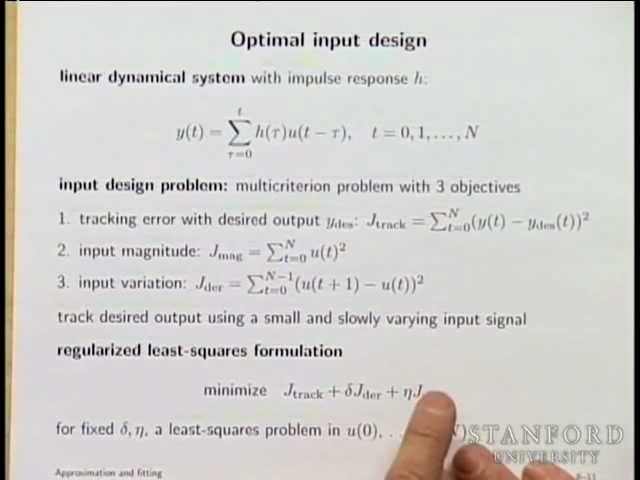 Optimal input design
linear dynamical system with impulse response h:
y(t) = ∑_{τ=0}^{t} h(τ)u(t − τ), t = 0, 1, . . . , N
input design problem: multicriterion problem with 3 objectives
1. tracking error with desired output y_des: J_track = ∑_{t=0}^{N} (y(t) − y_des(t))²
2. input magnitude: J_mag = ∑_{t=0}^{N} u(t)²
3. input variation: J_der = ∑_{t=0}^{N−1} (u(t + 1) − u(t))²
track desired output using a small and slowly varying input signal
regularized least-squares formulation
minimize J_track + δJ_der + ηJ
for fixed δ, η, a least-squares problem in u(0), . .
STANFORD
UNIVERSITY
Approximation and fitting